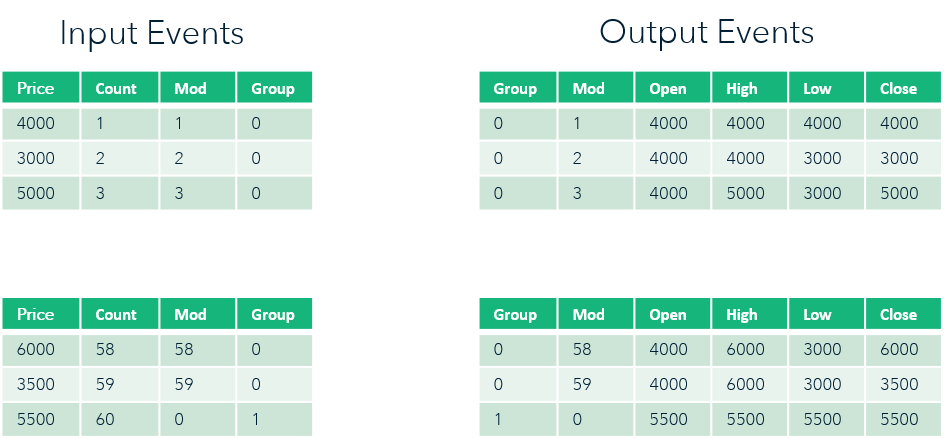 Input Events
Output Events
Price Count Mod Group
4000 1 1 0
3000 2 2 0
5000 3 3 0
Group Mod Open High Low Close
0 1 4000 4000 4000 4000
0 2 4000 4000 3000 3000
0 3 4000 5000 3000 5000
Price Count Mod Group
6000 58 58 0
3500 59 59 0
5500 60 0 1
Group Mod Open High Low Close
0 58 4000 6000 3000 6000
0 59 4000 6000 3000 3500
1 0 5500 5500 5500 5500